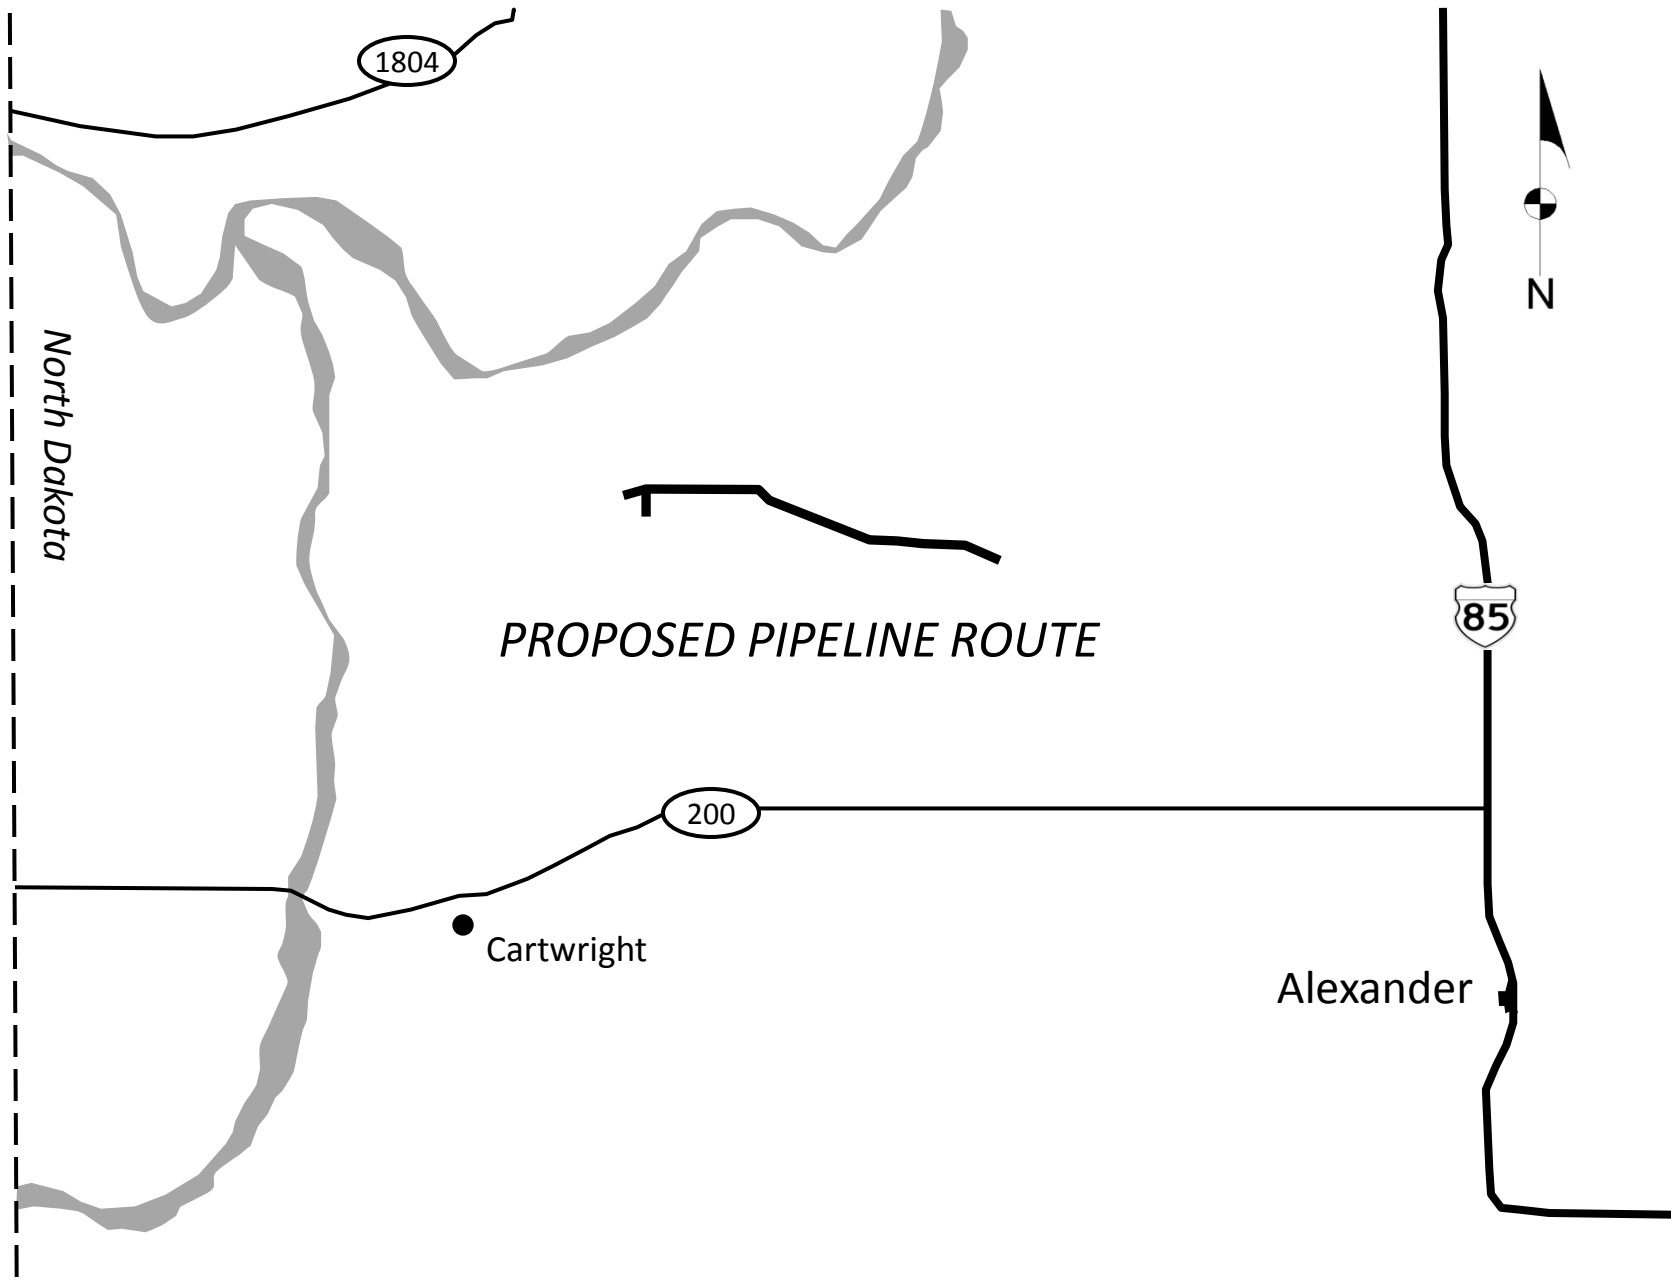 1804
N
North Dakota
85
PROPOSED PIPELINE ROUTE
200
Cartwright
Alexander